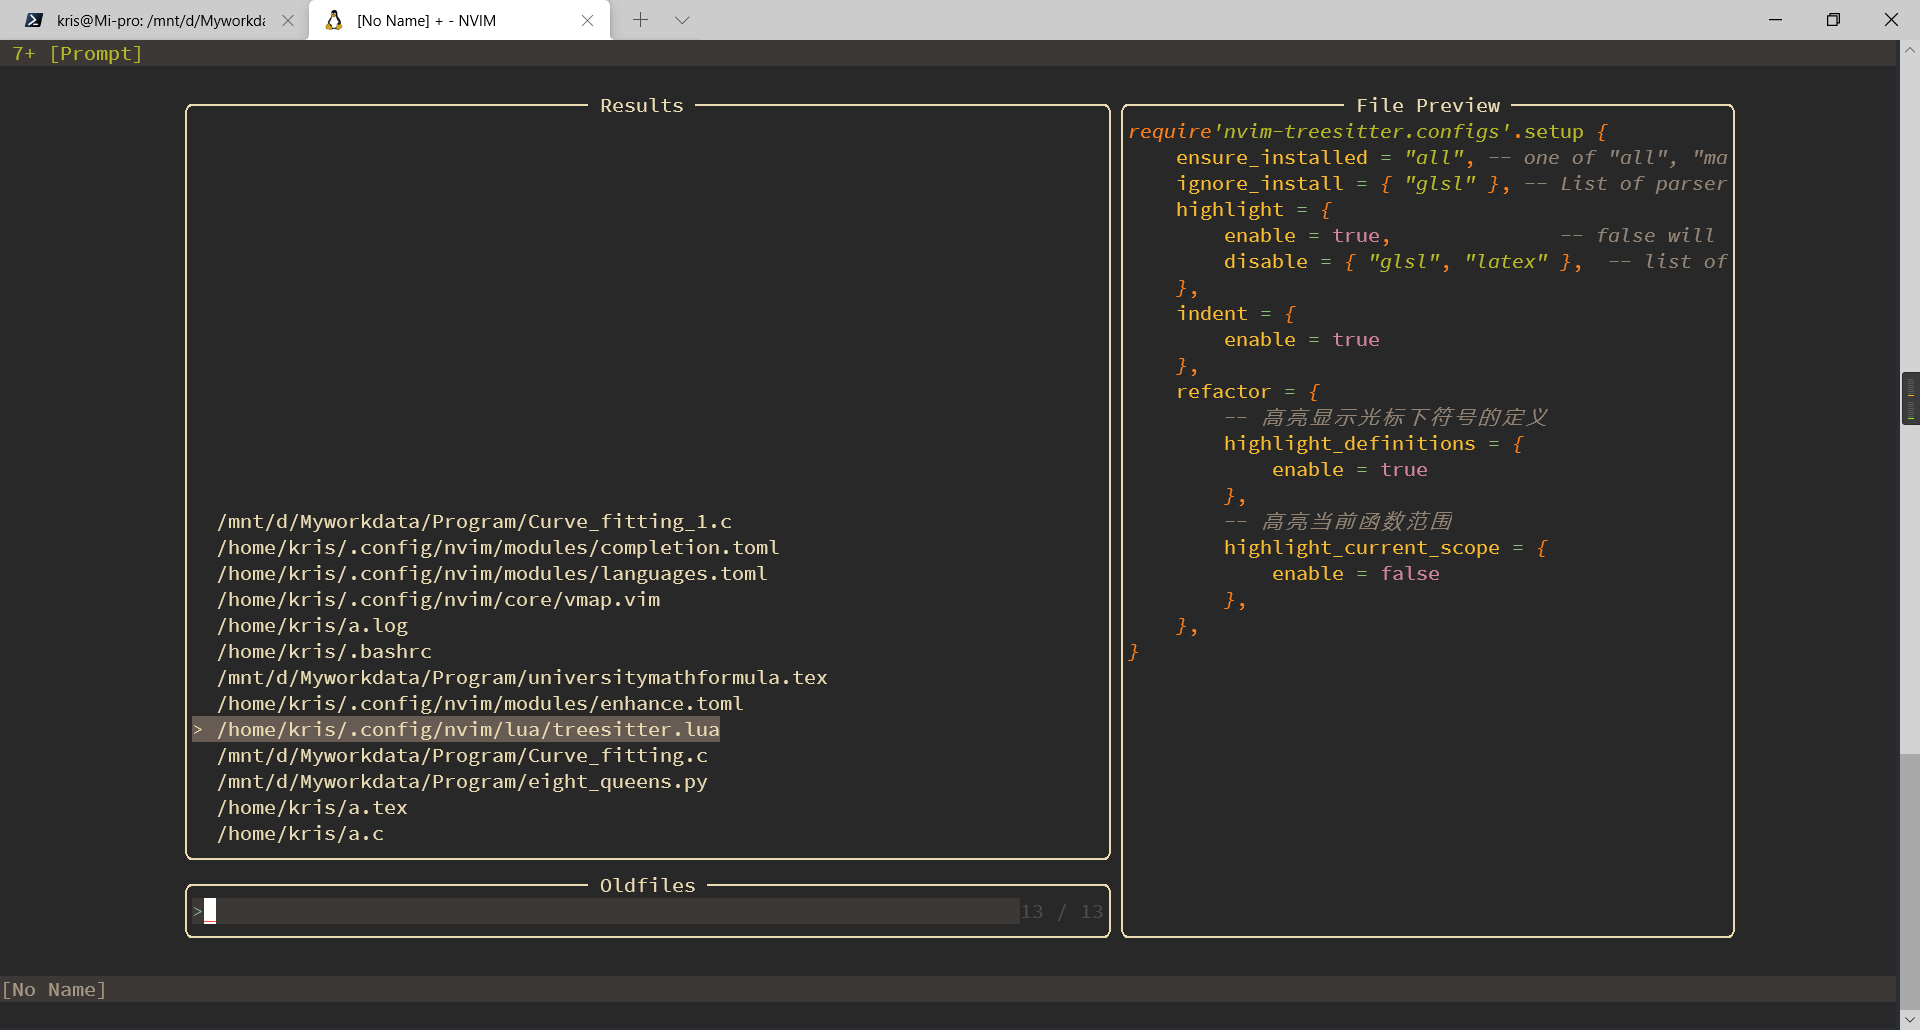 kris@Mi-pro: /mnt/d/Myworkda
[No Name] + - NVIM
7+ [Prompt]
Results
/mnt/d/Myworkdata/Program/Curve_fitting_1.c
/home/kris/.config/nvim/modules/completion.toml
/home/kris/.config/nvim/modules/languages.toml
/home/kris/.config/nvim/core/vmap.vim
/home/kris/a.log
/home/kris/.bashrc
/mnt/d/Myworkdata/Program/universitymathformula.tex
/home/kris/.config/nvim/modules/enhance.toml
> /home/kris/.config/nvim/lua/treesitter.lua
/mnt/d/Myworkdata/Program/Curve_fitting.c
/mnt/d/Myworkdata/Program/eight_queens.py
/home/kris/a.tex
/home/kris/a.c
Oldfiles
> 13 / 13
File Preview
require'nvim-treesitter.configs'.setup {
    ensure_installed = "all", -- one of "all", "ma
    ignore_install = { "glsl" }, -- List of parser
    highlight = {
        enable = true,              -- false will
        disable = { "glsl", "latex" },  -- list of
    },
    indent = {
        enable = true
    },
    refactor = {
        -- 高亮显示光标下符号的定义
        highlight_definitions = {
            enable = true
        },
        -- 高亮当前函数范围
        highlight_current_scope = {
            enable = false
        },
    },
}
[No Name]